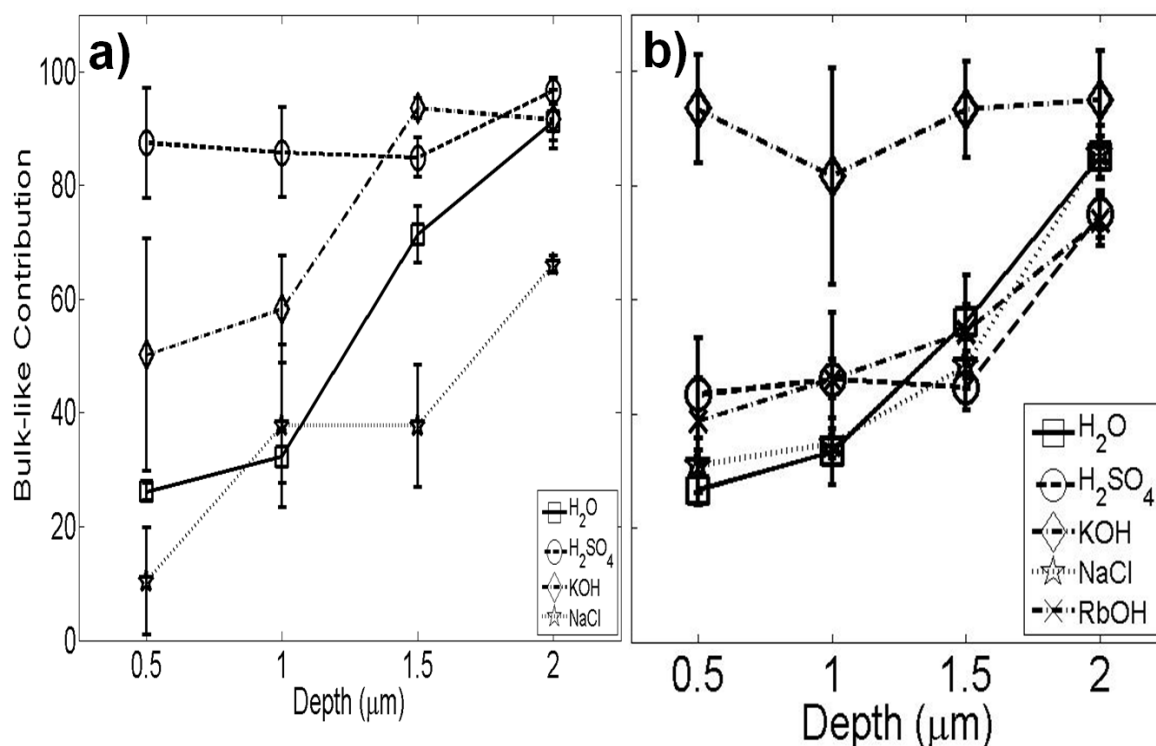 a)
Bulk-like Contribution
100
80
60
40
20
0
0.5 1 1.5 2
Depth (μm)
H₂O
H₂SO₄
KOH
NaCl
b)
0.5 1 1.5 2
Depth (μm)
H₂O
H₂SO₄
KOH
NaCl
RbOH